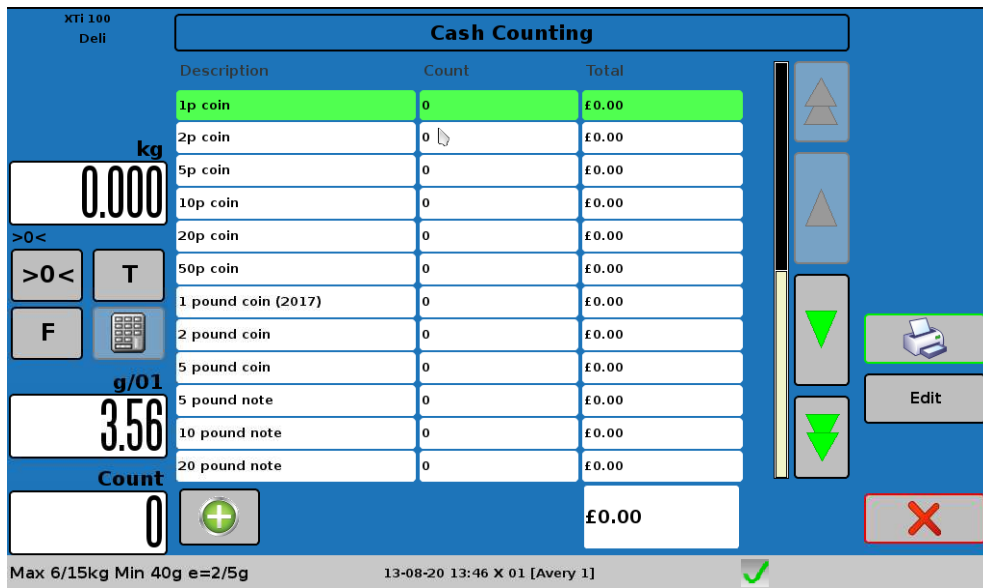 XTi 100
Deli
Cash Counting
Description Count Total
1p coin 0 £0.00
2p coin 0 £0.00
5p coin 0 £0.00
10p coin 0 £0.00
20p coin 0 £0.00
50p coin 0 £0.00
1 pound coin (2017) 0 £0.00
2 pound coin 0 £0.00
5 pound coin 0 £0.00
5 pound note 0 £0.00
10 pound note 0 £0.00
20 pound note 0 £0.00
£0.00
kg
0.000
>0<
>0< T
F
g/01
3.56
Count
0
Edit
Max 6/15kg Min 40g e=2/5g 13-08-20 13:46 X 01 [Avery 1]